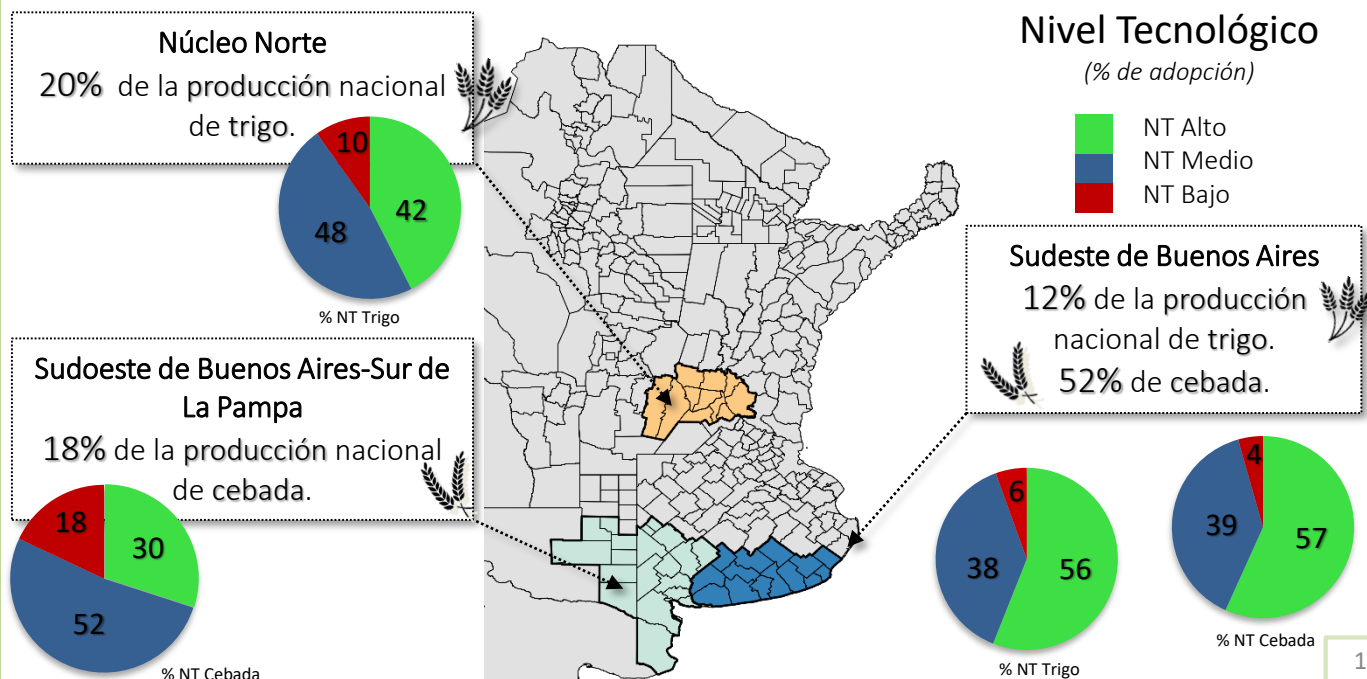 Núcleo Norte
20% de la producción nacional
de trigo.
10
42
48
% NT Trigo
Sudoeste de Buenos Aires-Sur de
La Pampa
18% de la producción nacional
de cebada.
18
30
52
% NT Cebada
Nivel Tecnológico
(% de adopción)
NT Alto
NT Medio
NT Bajo
Sudeste de Buenos Aires
12% de la producción
nacional de trigo.
52% de cebada.
6
38
56
% NT Trigo
4
39
57
% NT Cebada
1